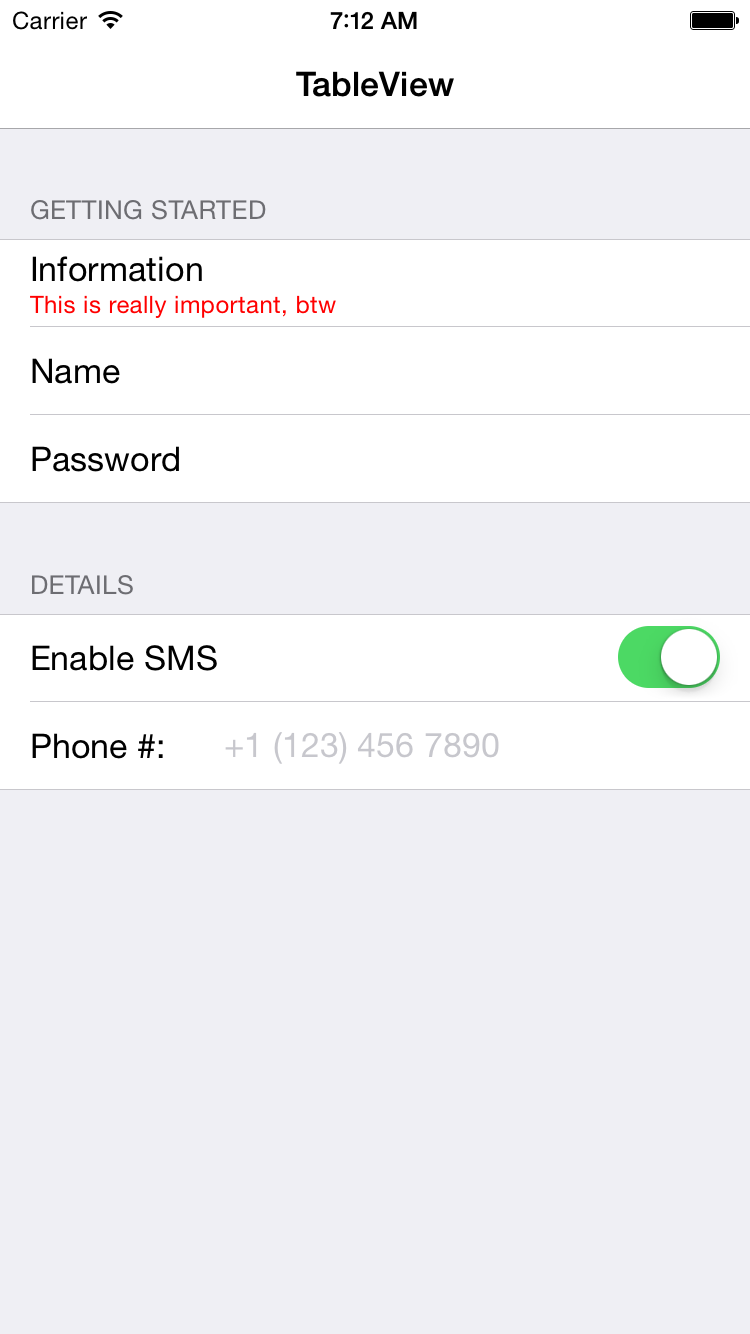 Carrier 7:12 AM
TableView
GETTING STARTED
Information
This is really important, btw
Name
Password
DETAILS
Enable SMS
Phone #: +1 (123) 456 7890